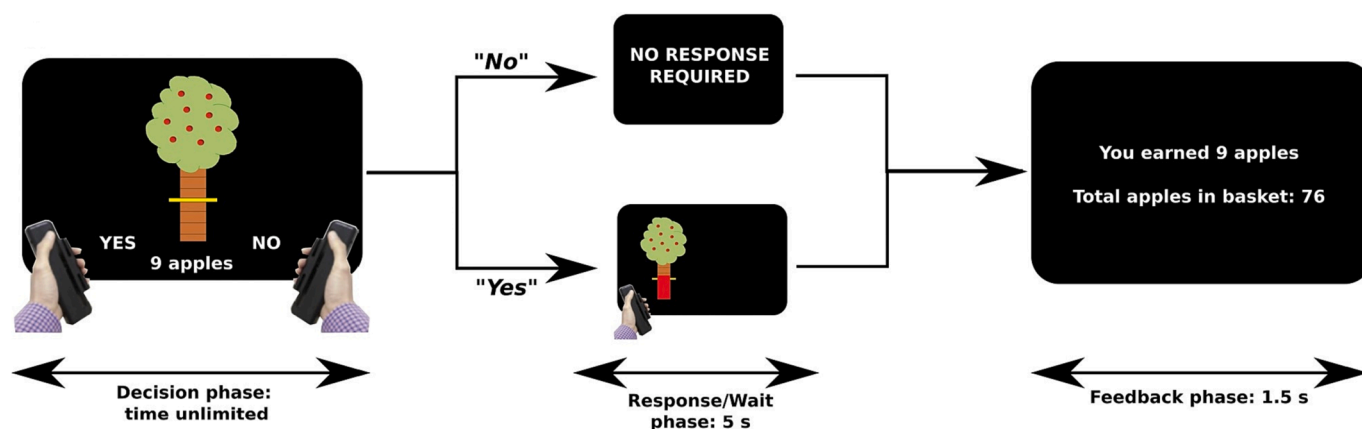 YES
NO
9 apples
Decision phase:
time unlimited
"No"
"Yes"
NO RESPONSE
REQUIRED
Response/Wait
phase: 5 s
You earned 9 apples
Total apples in basket: 76
Feedback phase: 1.5 s